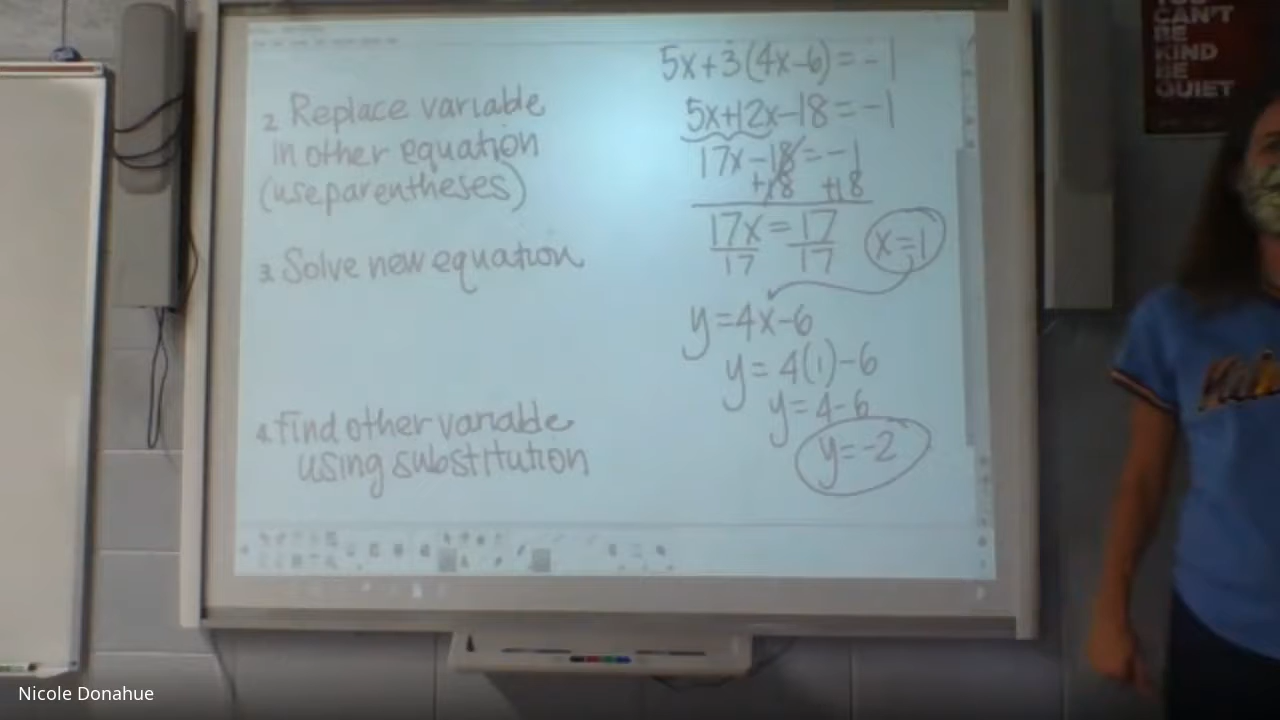 YOU
CAN'T
BE
KIND
BE
QUIET
5x+3(4x-6)=-1
2. Replace variable
in other equation
(use parentheses)
5x+12x-18=-1
17x-18=-1
+18 +18
17x=17
17 17
x=1
3. Solve new equation
y=4x-6
y=4(1)-6
y=4-6
y=-2
4. Find other variable
using substitution
Nicole Donahue